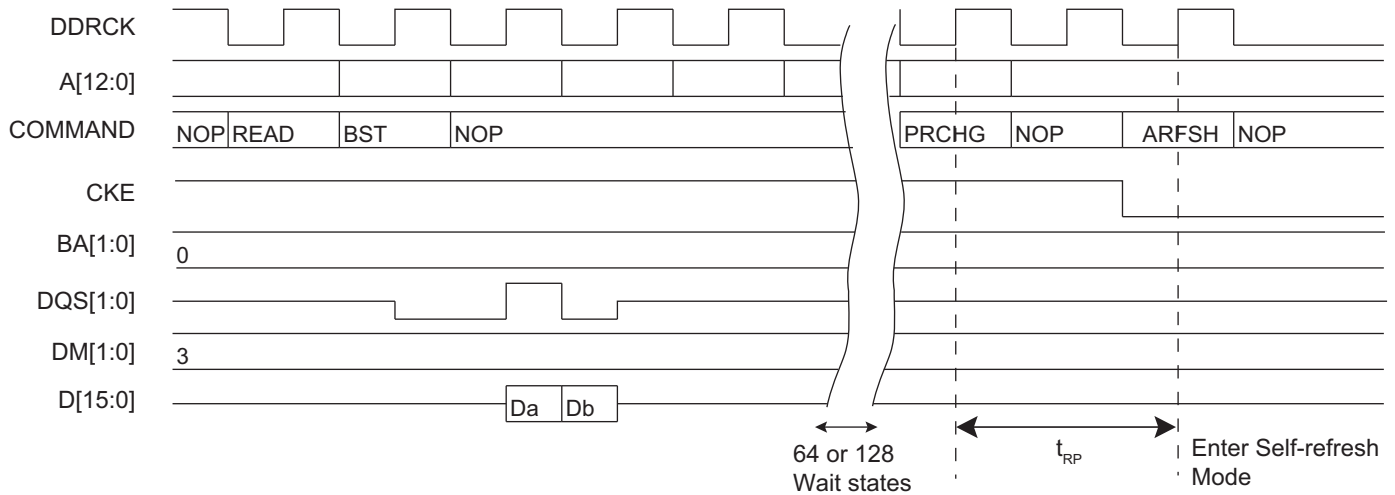 DDRCK
A[12:0]
COMMAND NOP READ BST NOP PRCHG NOP ARFSH NOP
CKE
BA[1:0] 0
DQS[1:0]
DM[1:0] 3
D[15:0] Da Db
64 or 128
Wait states
tRP
Enter Self-refresh
Mode